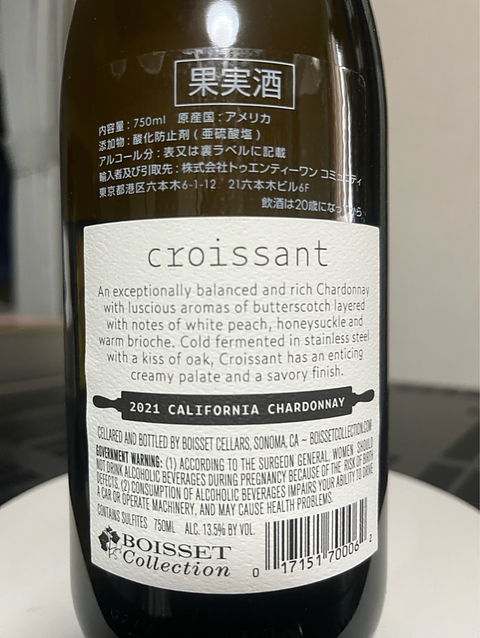 果実酒
内容量：750ml　原産国：アメリカ
添加物：酸化防止剤（亜硫酸塩）
アルコール分：表又は裏ラベルに記載
輸入者及び引取先：株式会社トゥエンティーワン コミュニティ
東京都港区六本木6-1-12　21六本木ビル6F
飲酒は20歳になってから
croissant
An exceptionally balanced and rich Chardonnay
with luscious aromas of butterscotch layered
with notes of white peach, honeysuckle and
warm brioche. Cold fermented in stainless steel
with a kiss of oak, Croissant has an enticing
creamy palate and a savory finish.
2021 CALIFORNIA CHARDONNAY
CELLARED AND BOTTLED BY BOISSET CELLARS, SONOMA, CA ~ BOISSETCOLLECTION.COM
GOVERNMENT WARNING: (1) ACCORDING TO THE SURGEON GENERAL, WOMEN SHOULD
NOT DRINK ALCOHOLIC BEVERAGES DURING PREGNANCY BECAUSE OF THE RISK OF BIRTH
DEFECTS. (2) CONSUMPTION OF ALCOHOLIC BEVERAGES IMPAIRS YOUR ABILITY TO DRIVE
A CAR OR OPERATE MACHINERY, AND MAY CAUSE HEALTH PROBLEMS.
CONTAINS SULFITES 750ML ALC. 13.5% BY VOL.
BOISSET
Collection
0 17151 70006 2